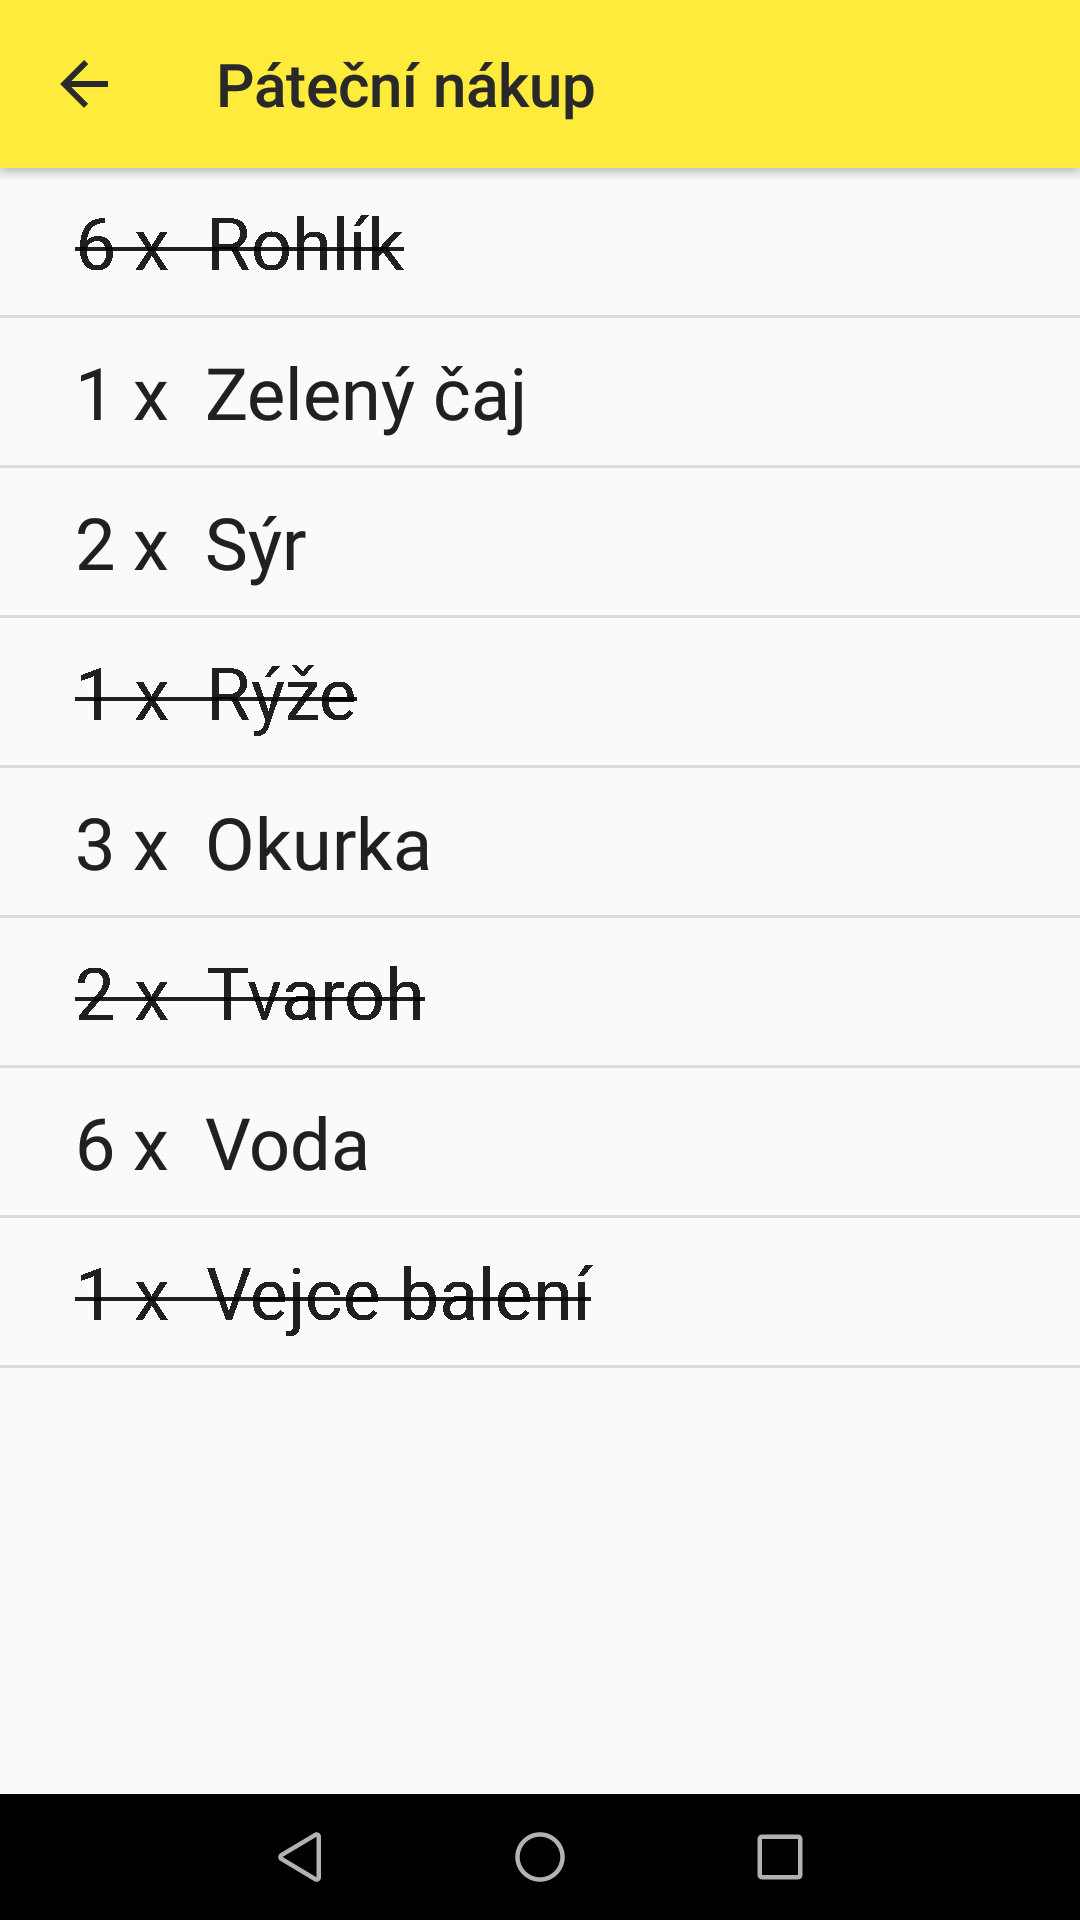 Páteční nákup
6 x Rohlík
1 x Zelený čaj
2 x Sýr
1 x Rýže
3 x Okurka
2 x Tvaroh
6 x Voda
1 x Vejce balení